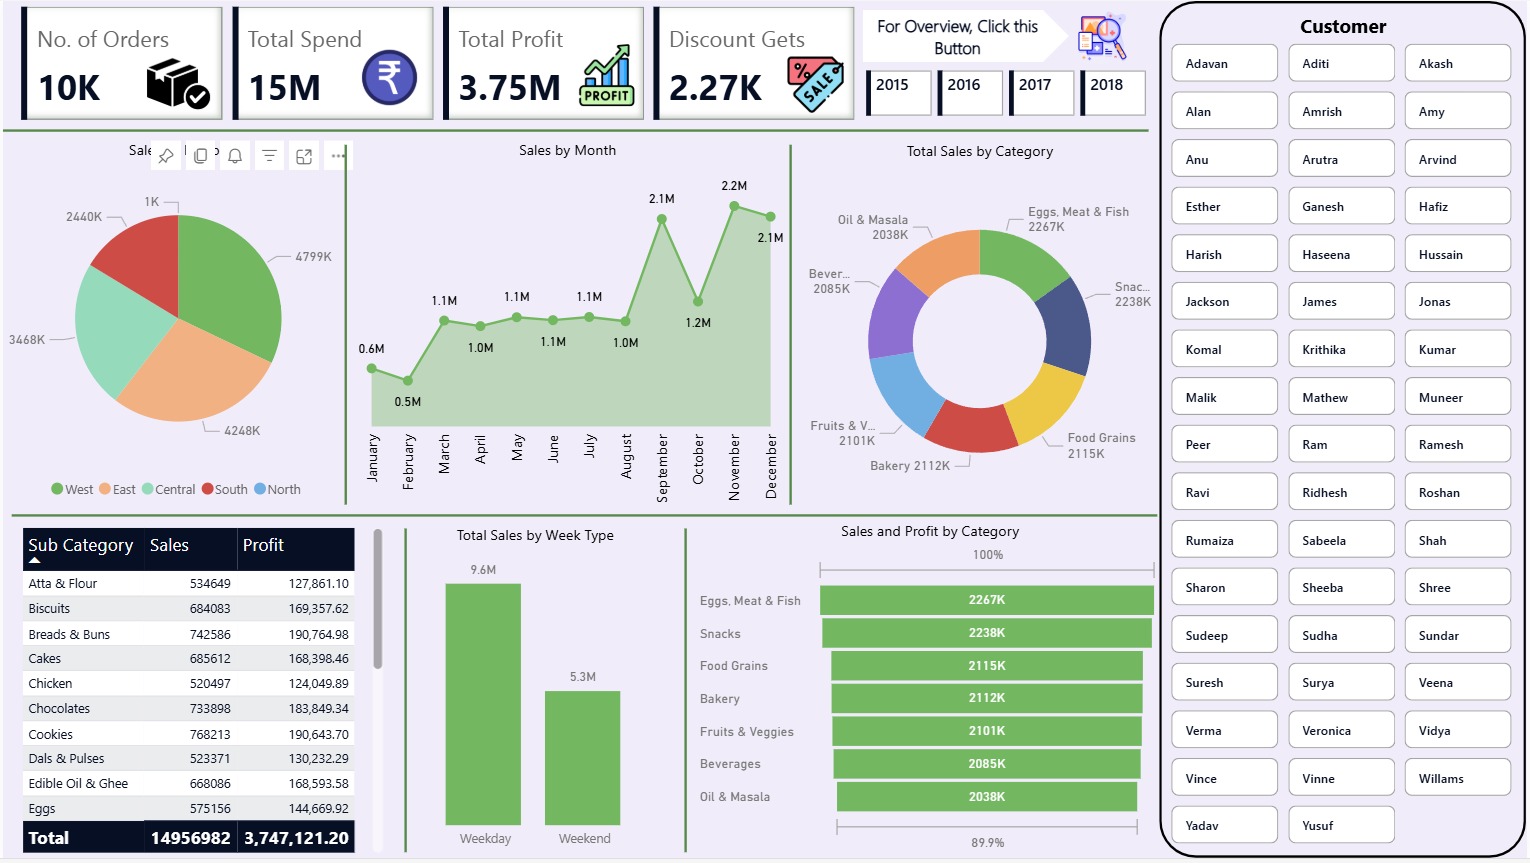 No. of Orders
10K
Total Spend
15M
₹
Total Profit
3.75M
PROFIT
Discount Gets
2.27K
%
SALE
For Overview, Click this
Button
2015
2016
2017
2018
Sales by Month
0.6M
0.5M
1.1M
1.0M
1.1M
1.1M
1.1M
1.0M
2.1M
1.2M
2.2M
2.1M
January
February
March
April
May
June
July
August
September
October
November
December
1K
2440K
4799K
3468K
4248K
West
East
Central
South
North
Total Sales by Category
Oil & Masala
2038K
Eggs, Meat & Fish
2267K
Bever...
2085K
Snac...
2238K
Fruits & V...
2101K
Food Grains
2115K
Bakery 2112K
Sub Category Sales Profit
Atta & Flour 534649 127,861.10
Biscuits 684083 169,357.62
Breads & Buns 742586 190,764.98
Cakes 685612 168,398.46
Chicken 520497 124,049.89
Chocolates 733898 183,849.34
Cookies 768213 190,643.70
Dals & Pulses 523371 130,232.29
Edible Oil & Ghee 668086 168,593.58
Eggs 575156 144,669.92
Total 14956982 3,747,121.20
Total Sales by Week Type
9.6M
5.3M
Weekday
Weekend
Sales and Profit by Category
100%
Eggs, Meat & Fish 2267K
Snacks 2238K
Food Grains 2115K
Bakery 2112K
Fruits & Veggies 2101K
Beverages 2085K
Oil & Masala 2038K
89.9%
Customer
Adavan Aditi Akash
Alan Amrish Amy
Anu Arutra Arvind
Esther Ganesh Hafiz
Harish Haseena Hussain
Jackson James Jonas
Komal Krithika Kumar
Malik Mathew Muneer
Peer Ram Ramesh
Ravi Ridhesh Roshan
Rumaiza Sabeela Shah
Sharon Sheeba Shree
Sudeep Sudha Sundar
Suresh Surya Veena
Verma Veronica Vidya
Vince Vinne Willams
Yadav Yusuf